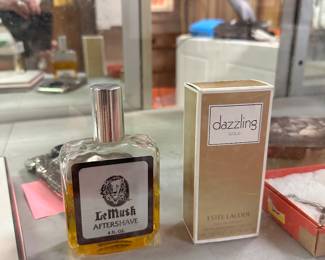 LeMusk
AFTERSHAVE
4 fl. oz.
dazzling
GOLD
ESTEE LAUDER